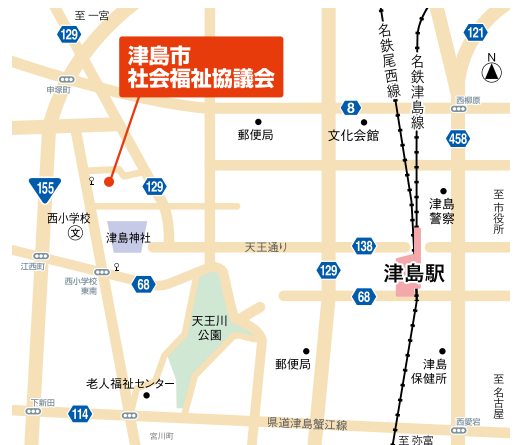 至 一宮
129
津島市
社会福祉協議会
名鉄尾西線
名鉄津島線
121
N
申塚町
8
西柳原
郵便局
文化会館
458
155
129
津島
警察
至 市役所
西小学校
文
津島神社
天王通り
138
江西町
西小学校
東南
68
129
津島駅
68
天王川
公園
郵便局
津島
保健所
老人福祉センター
至 名古屋
下新田
114
県道津島蟹江線
西愛宕
宮川町
至 弥富